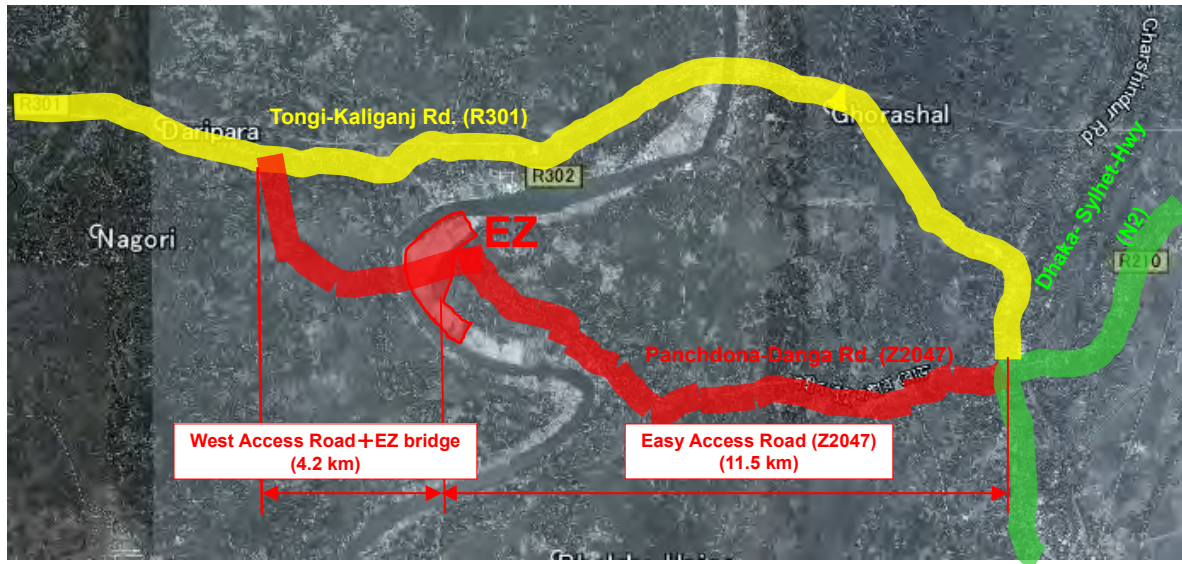 R301
Daripara
Tongi-Kaliganj Rd. (R301)
Ghorashal
Charshindur Rd
R302
Nagori
EZ
Dhaka- Sylhet-Hwy
(N2)
R210
Panchdona-Danga Rd. (Z2047)
West Access Road+EZ bridge
(4.2 km)
Easy Access Road (Z2047)
(11.5 km)